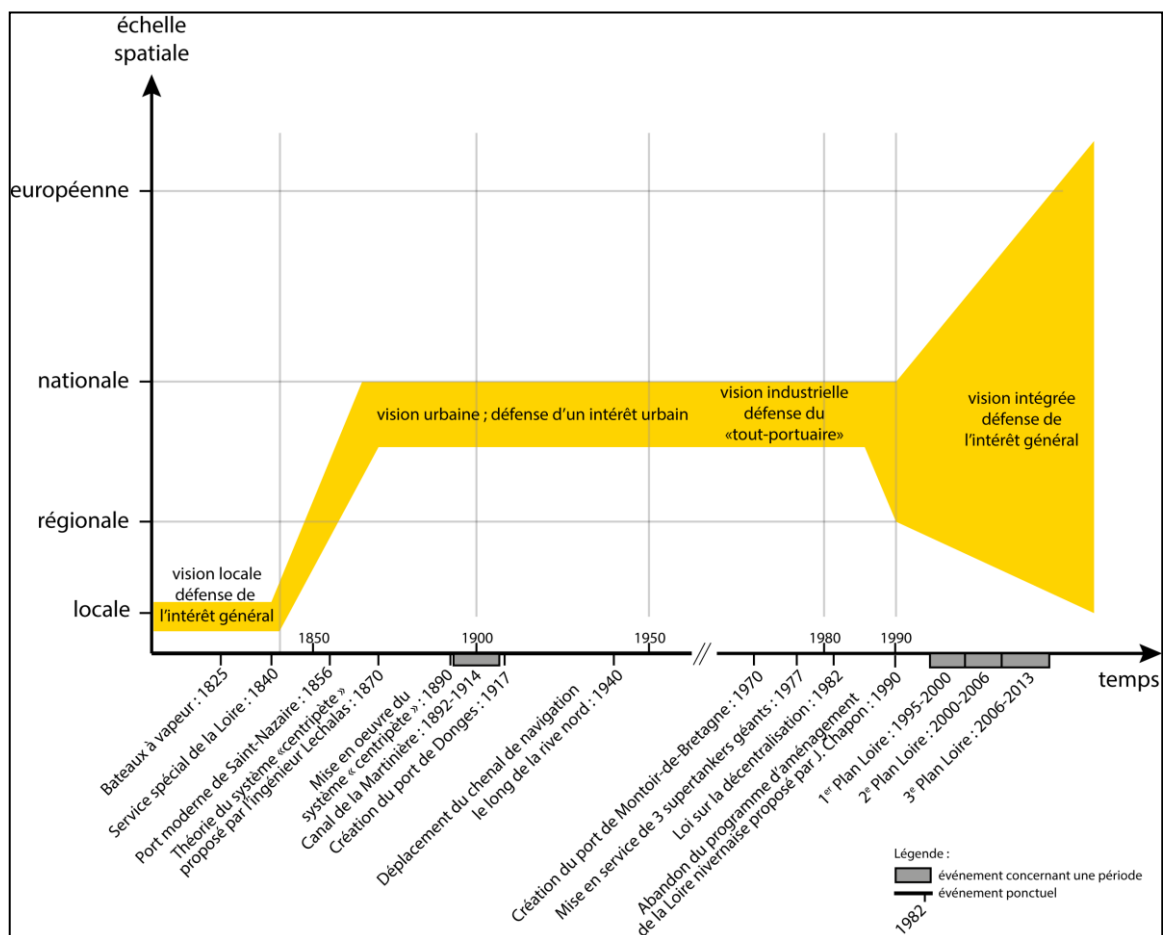 échelle
spatiale
européenne
nationale
régionale
locale
vision locale
défense de
l'intérêt général
vision urbaine ; défense d'un intérêt urbain
vision industrielle
défense du
«tout-portuaire»
vision intégrée
défense de
l'intérêt général
1850
1900
1950
//
1980
1990
temps
Bateaux à vapeur : 1825
Service spécial de la Loire : 1840
Port moderne de Saint-Nazaire : 1856
Théorie du système «centripète»
proposé par l'ingénieur Lechalas : 1870
Mise en oeuvre du
système « centripète » : 1890
Canal de la Martinière : 1892-1914
Création du port de Donges : 1917
Déplacement du chenal de navigation
le long de la rive nord : 1940
Création du port de Montoir-de-Bretagne : 1970
Mise en service de 3 supertankers géants : 1977
Loi sur la décentralisation : 1982
Abandon du programme d'aménagement
de la Loire nivernaise proposé par J. Chapon : 1990
1er Plan Loire : 1995-2000
2e Plan Loire : 2000-2006
3e Plan Loire : 2006-2013
Légende :
événement concernant une période
événement ponctuel
1982